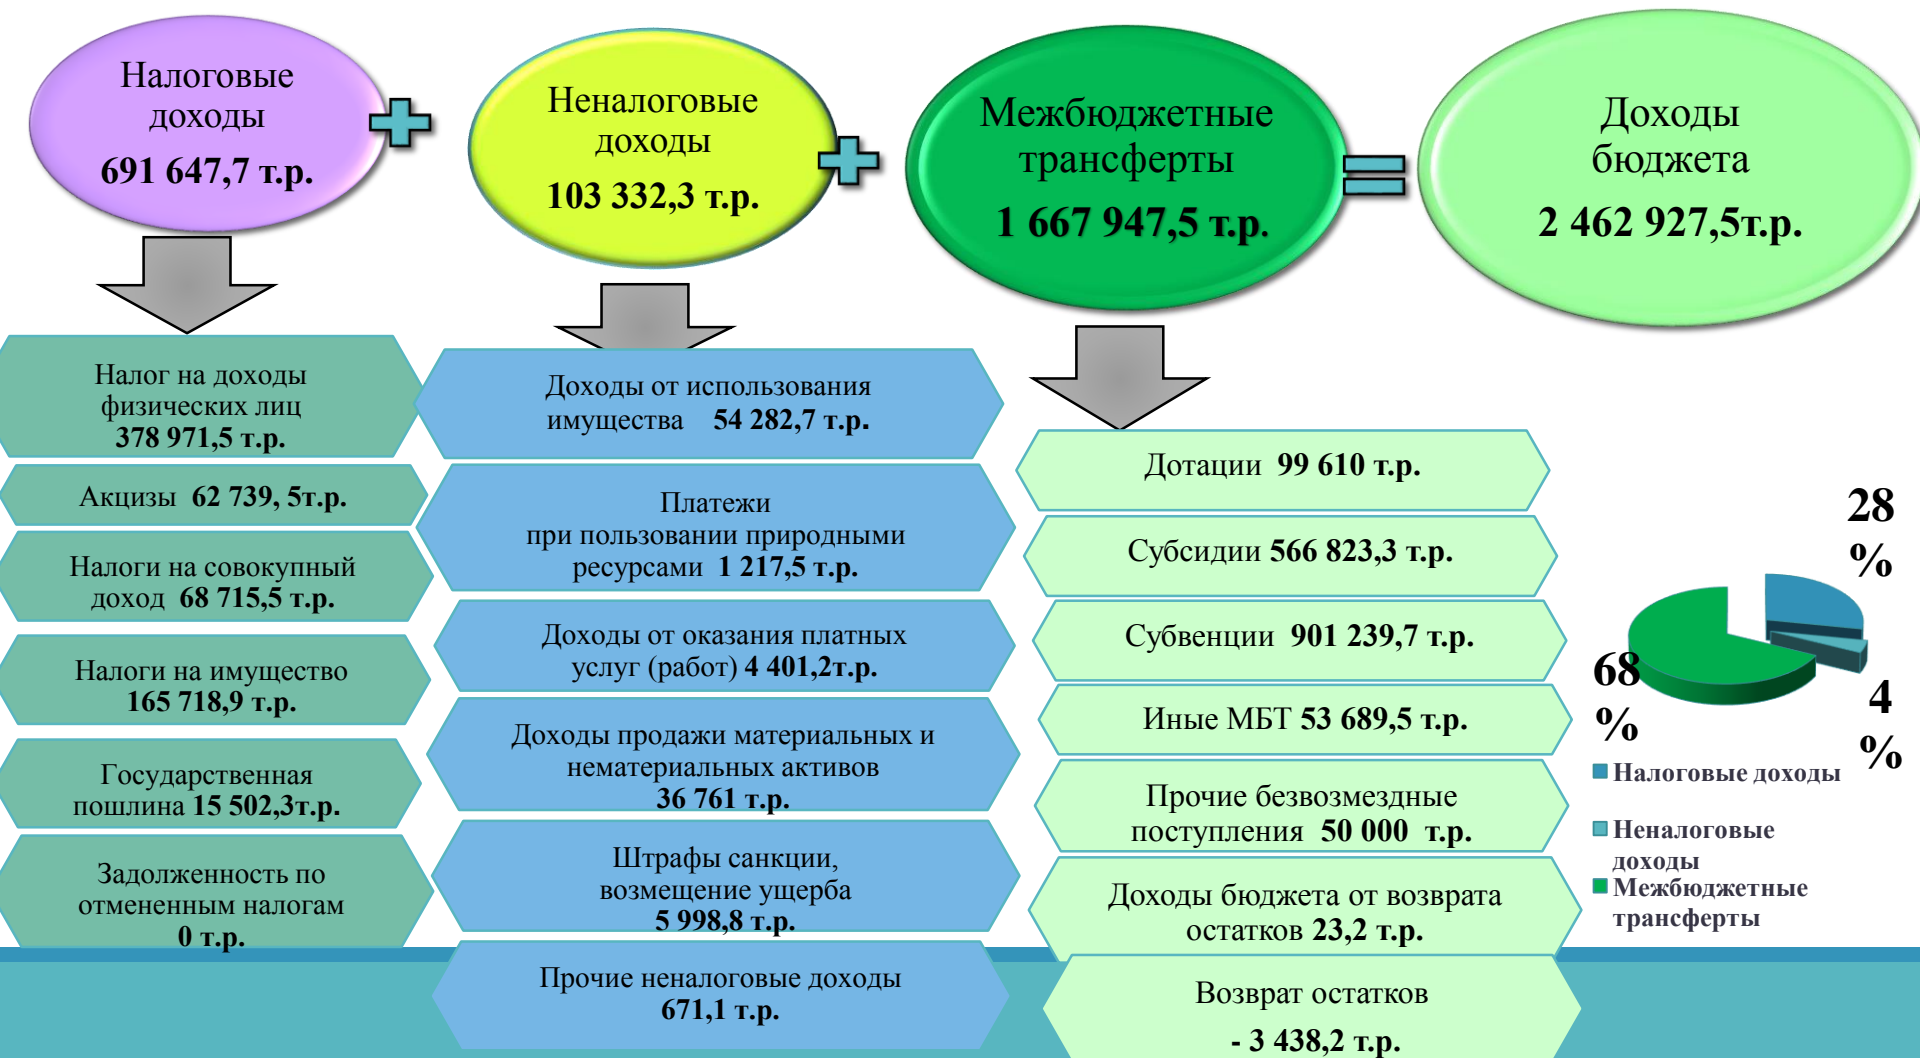 Налоговые
доходы
691 647,7 т.р.
Неналоговые
доходы
103 332,3 т.р.
Межбюджетные
трансферты
1 667 947,5 т.р.
Доходы
бюджета
2 462 927,5т.р.
Налог на доходы
физических лиц
378 971,5 т.р.
Акцизы 62 739, 5т.р.
Налоги на совокупный
доход 68 715,5 т.р.
Налоги на имущество
165 718,9 т.р.
Государственная
пошлина 15 502,3т.р.
Задолженность по
отмененным налогам
0 т.р.
Доходы от использования
имущества 54 282,7 т.р.
Платежи
при пользовании природными
ресурсами 1 217,5 т.р.
Доходы от оказания платных
услуг (работ) 4 401,2т.р.
Доходы продажи материальных и
нематериальных активов
36 761 т.р.
Штрафы санкции,
возмещение ущерба
5 998,8 т.р.
Прочие неналоговые доходы
671,1 т.р.
Дотации 99 610 т.р.
Субсидии 566 823,3 т.р.
Субвенции 901 239,7 т.р.
Иные МБТ 53 689,5 т.р.
Прочие безвозмездные
поступления 50 000 т.р.
Доходы бюджета от возврата
остатков 23,2 т.р.
Возврат остатков
- 3 438,2 т.р.
28
%
68
%
4
%
Налоговые доходы
Неналоговые
доходы
Межбюджетные
трансферты